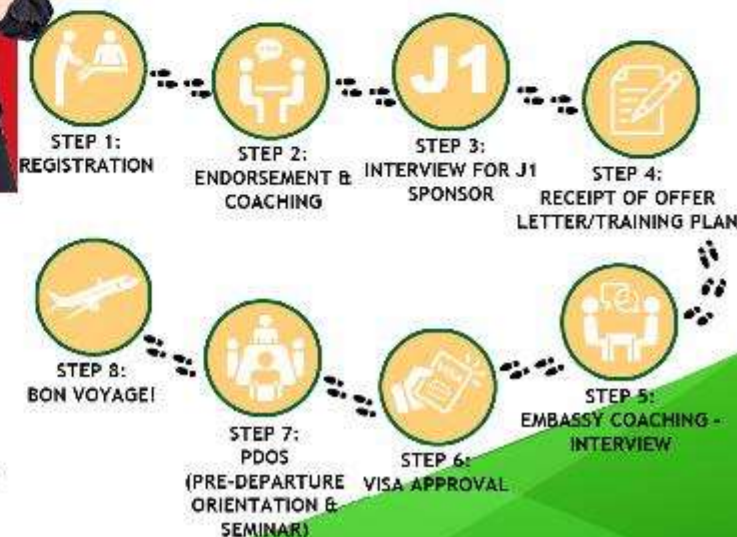 STEP 1:
REGISTRATION
STEP 2:
ENDORSEMENT &
COACHING
J1
STEP 3:
INTERVIEW FOR J1
SPONSOR
STEP 4:
RECEIPT OF OFFER
LETTER/TRAINING PLAN
STEP 5:
EMBASSY COACHING -
INTERVIEW
VISA
STEP 6:
VISA APPROVAL
STEP 7:
PDOS
(PRE-DEPARTURE
ORIENTATION &
SEMINAR)
STEP 8:
BON VOYAGE!